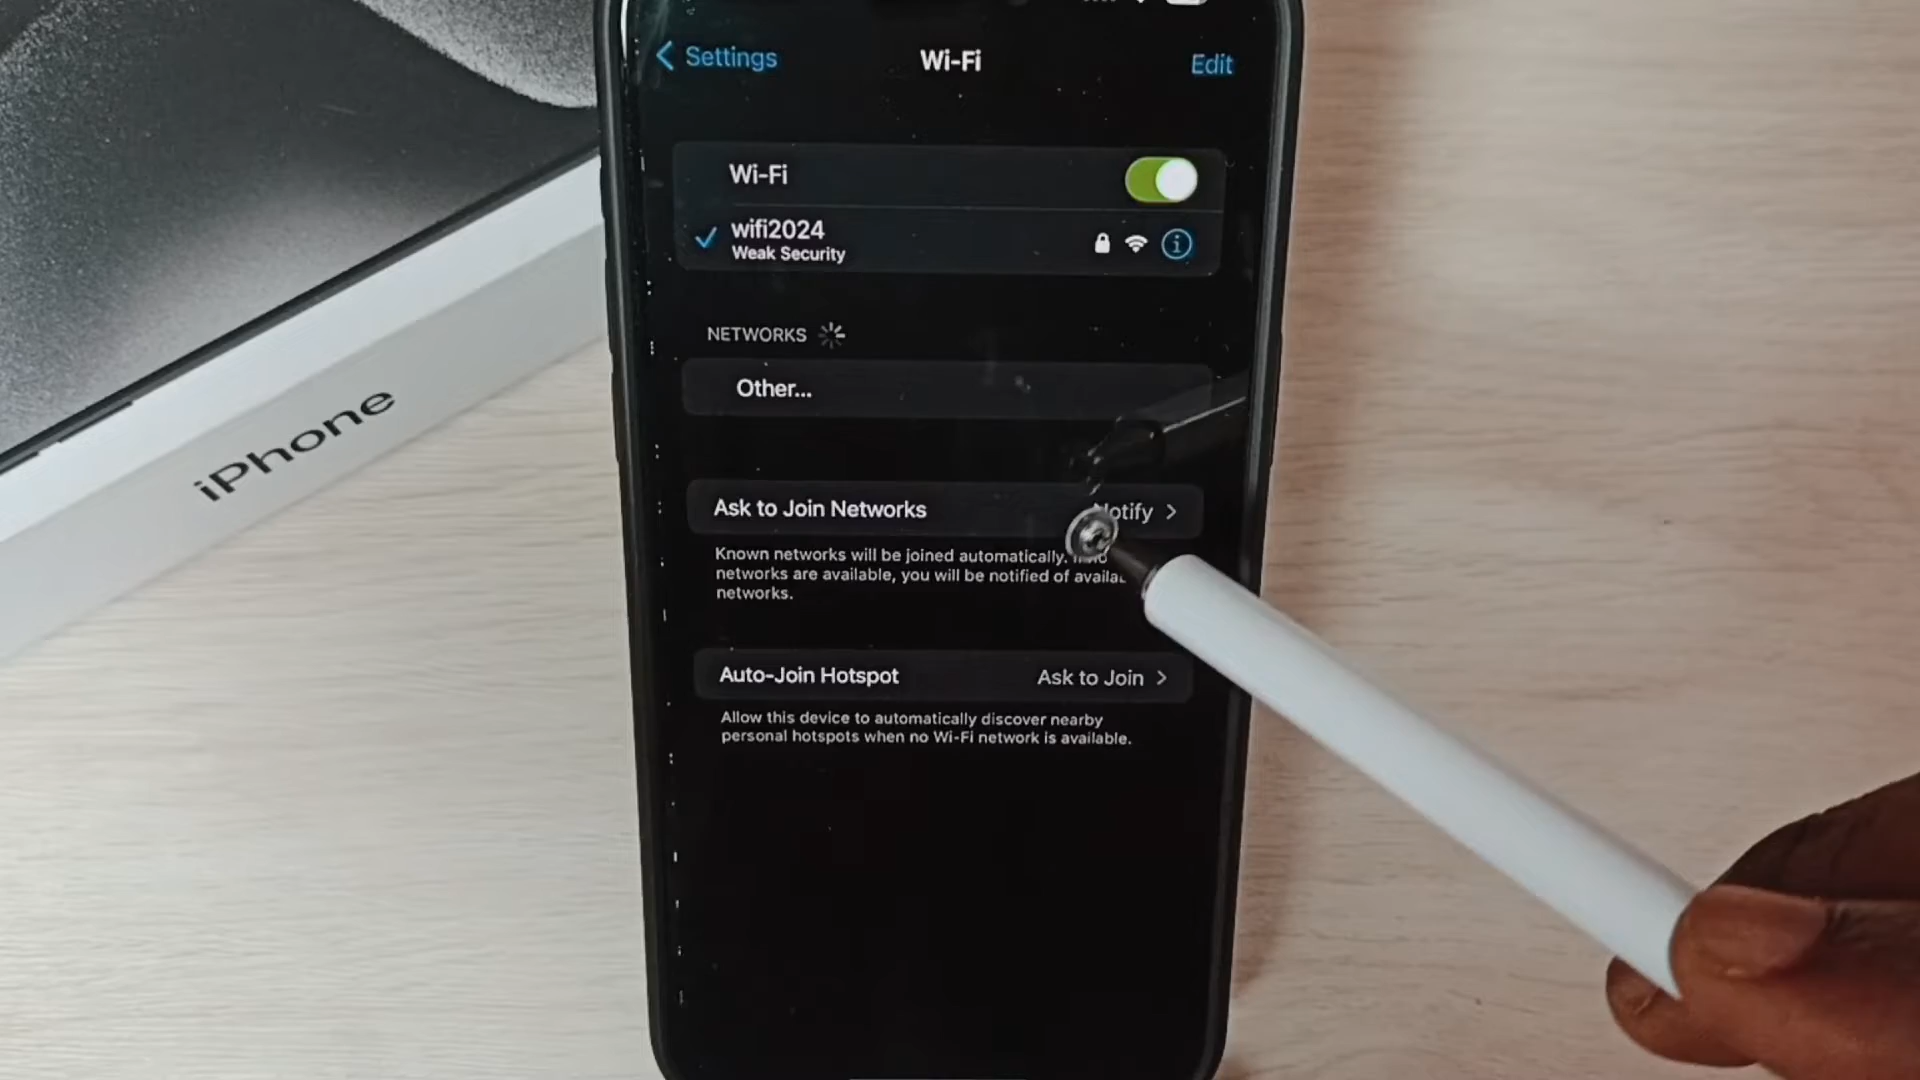 Settings
Wi-Fi
Edit
Wi-Fi
wifi2024
Weak Security
NETWORKS
Other...
iPhone
Ask to Join Networks
Known networks will be joined automatically.
networks are available, you will be notified of
networks.
Auto-Join Hotspot Ask to Join
Allow this device to automatically discover nearby
personal hotspots when no Wi-Fi network is available.